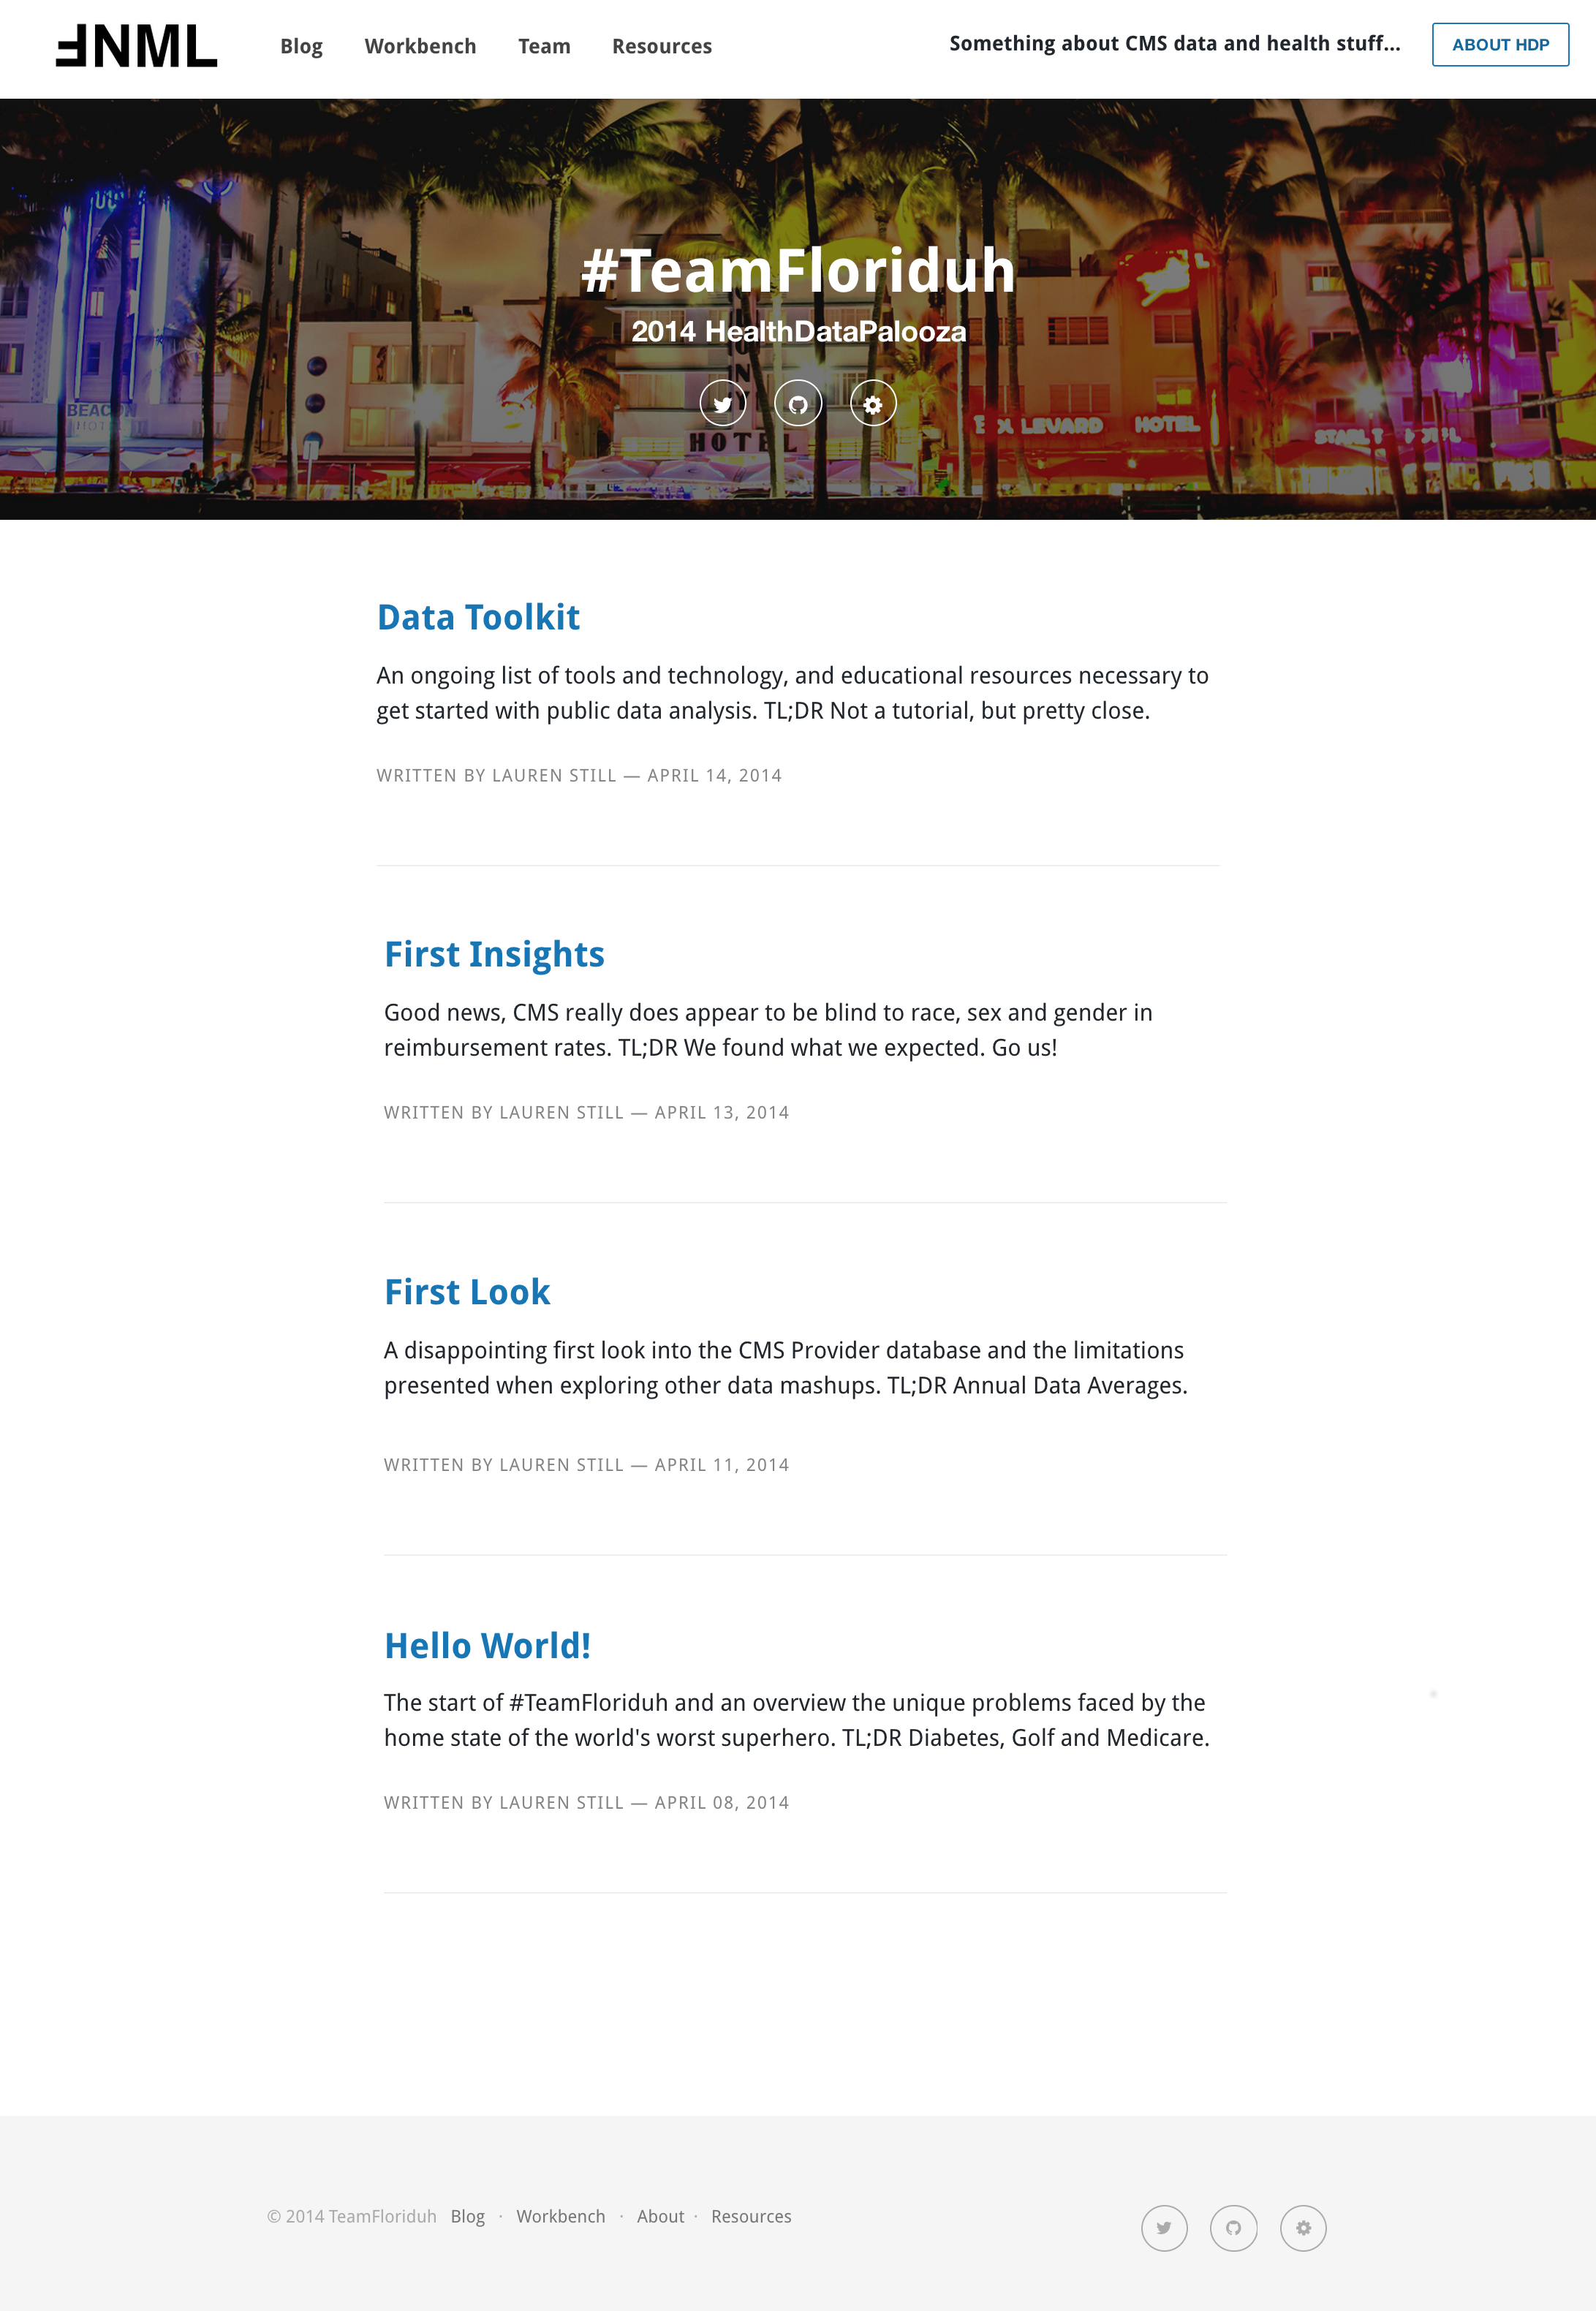 ƎNML
Blog Workbench Team Resources
Something about CMS data and health stuff...
ABOUT HDP
#TeamFloriduh
2014 HealthDataPalooza
BEACON
HOTEL
HOTEL
HOTEL
Data Toolkit
An ongoing list of tools and technology, and educational resources necessary to
get started with public data analysis. TL;DR Not a tutorial, but pretty close.
WRITTEN BY LAUREN STILL — APRIL 14, 2014
First Insights
Good news, CMS really does appear to be blind to race, sex and gender in
reimbursement rates. TL;DR We found what we expected. Go us!
WRITTEN BY LAUREN STILL — APRIL 13, 2014
First Look
A disappointing first look into the CMS Provider database and the limitations
presented when exploring other data mashups. TL;DR Annual Data Averages.
WRITTEN BY LAUREN STILL — APRIL 11, 2014
Hello World!
The start of #TeamFloriduh and an overview the unique problems faced by the
home state of the world's worst superhero. TL;DR Diabetes, Golf and Medicare.
WRITTEN BY LAUREN STILL — APRIL 08, 2014
© 2014 TeamFloriduh Blog · Workbench · About · Resources